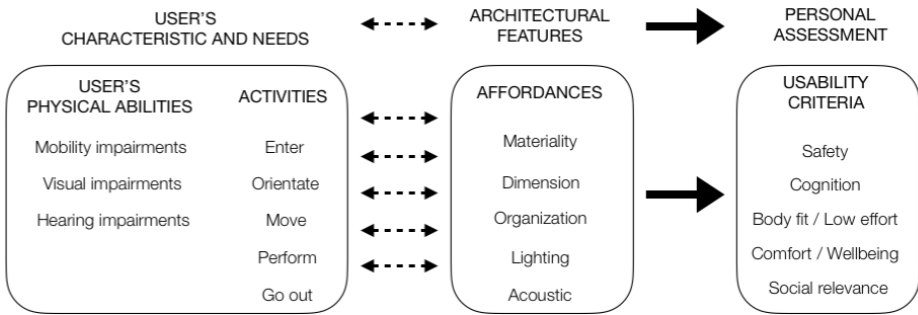 USER'S
CHARACTERISTIC AND NEEDS
ARCHITECTURAL
FEATURES
PERSONAL
ASSESSMENT
USER'S
PHYSICAL ABILITIES
Mobility impairments
Visual impairments
Hearing impairments
ACTIVITIES
Enter
Orientate
Move
Perform
Go out
AFFORDANCES
Materiality
Dimension
Organization
Lighting
Acoustic
USABILITY
CRITERIA
Safety
Cognition
Body fit / Low effort
Comfort / Wellbeing
Social relevance